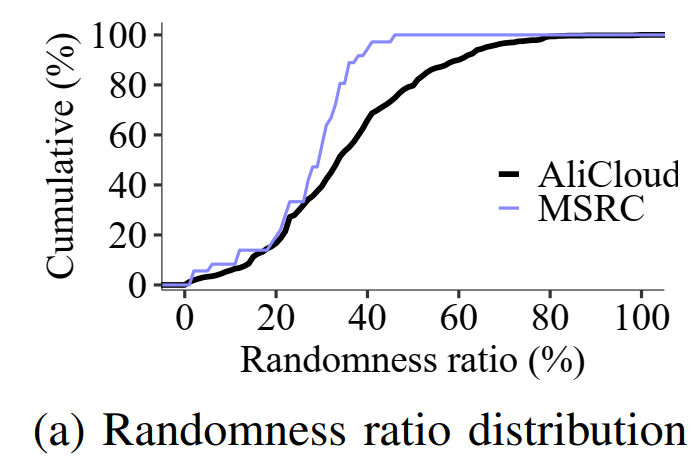 Cumulative (%)
100
80
60
40
20
0
AliCloud
MSRC
0 20 40 60 80 100
Randomness ratio (%)
(a) Randomness ratio distribution